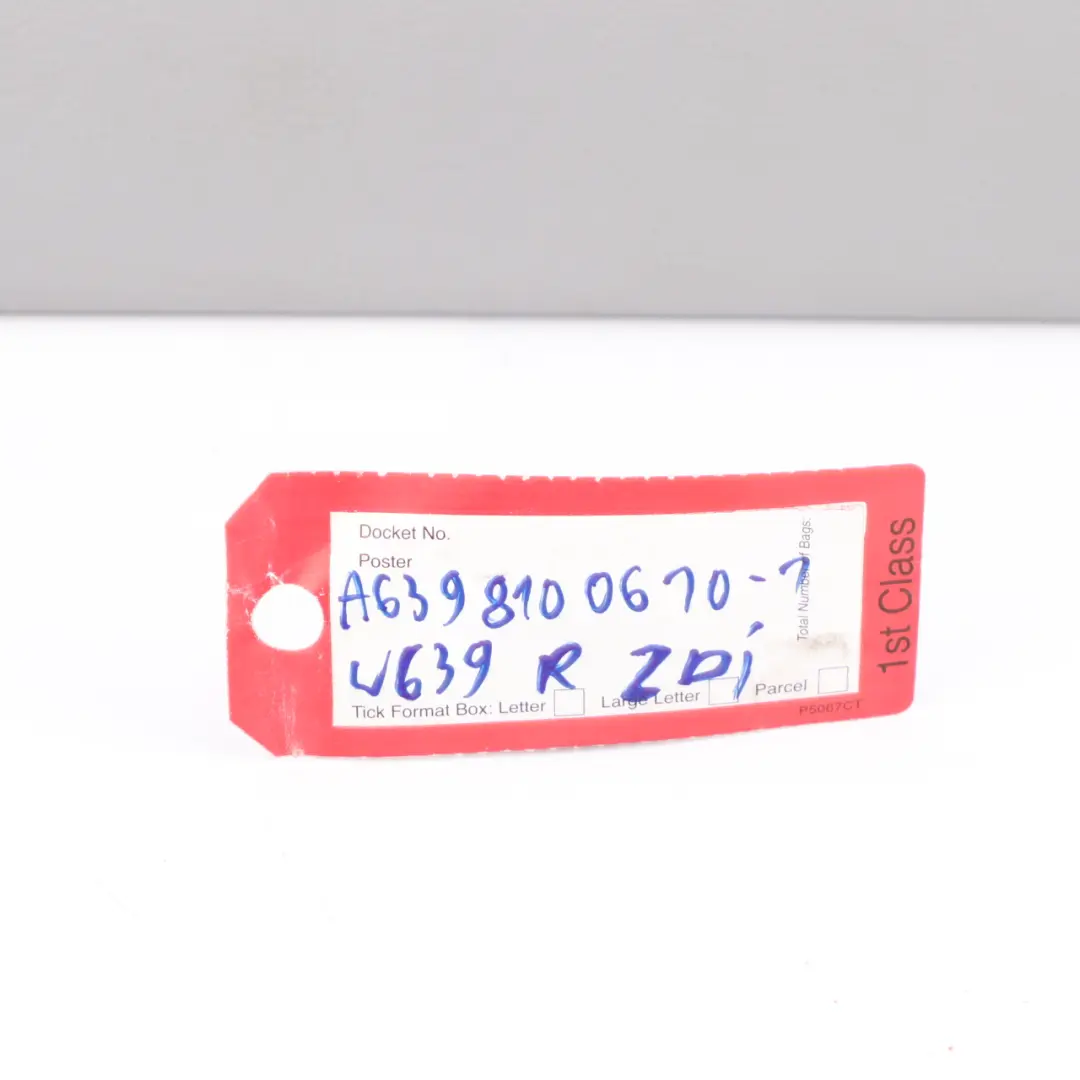 Docket No.
Poster
A639 810 0670-7
W639 R ZDj
Tick Format Box: Letter Large Letter Parcel
P5067CT
Total Number of Bags:
1st Class